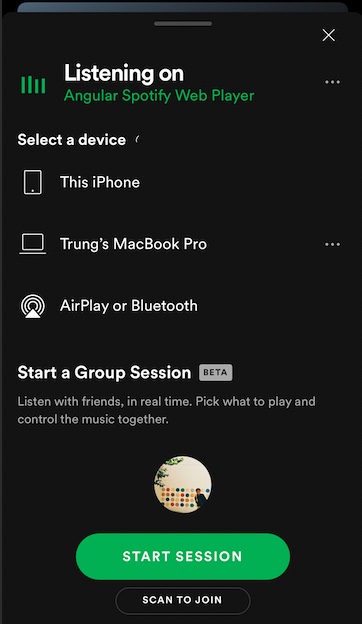 Listening on
Angular Spotify Web Player
Select a device
This iPhone
Trung’s MacBook Pro
AirPlay or Bluetooth
Start a Group Session BETA
Listen with friends, in real time. Pick what to play and
control the music together.
START SESSION
SCAN TO JOIN